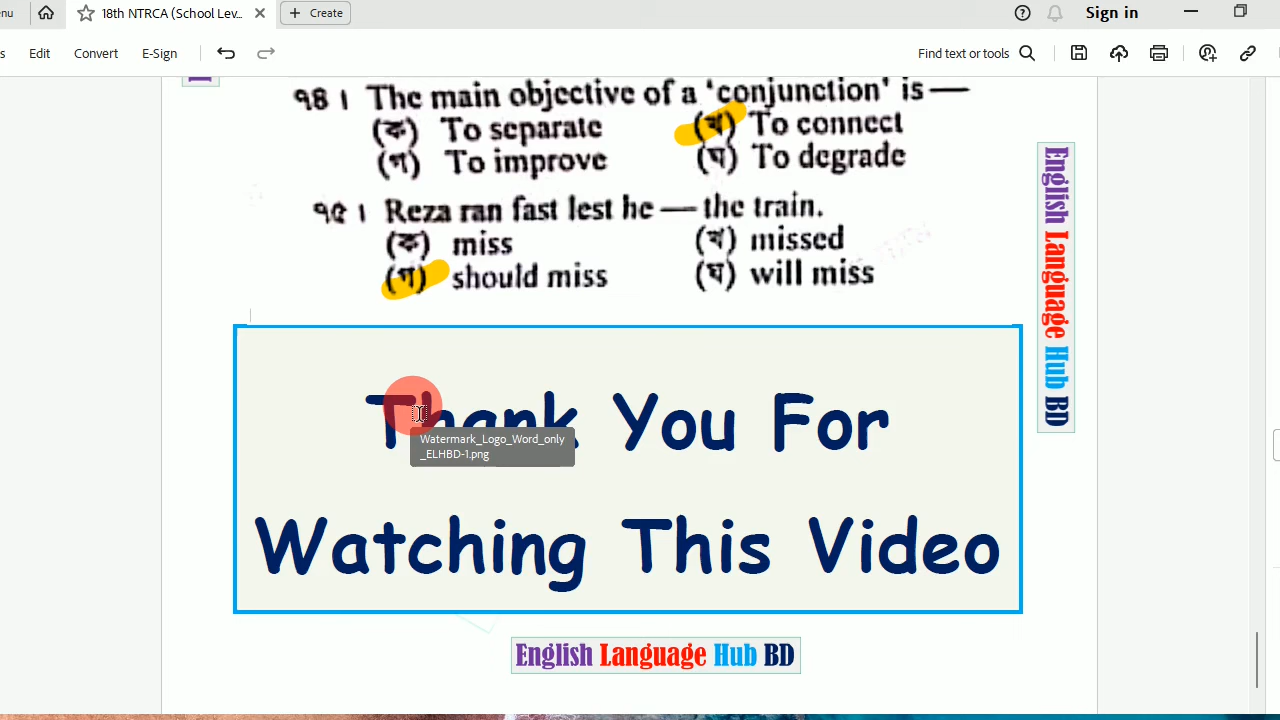 nu 18th NTRCA (School Lev... Create Sign in
s Edit Convert E-Sign Find text or tools
৭৪। The main objective of a 'conjunction' is —
(ক) To separate (খ) To connect
(গ) To improve (ঘ) To degrade
৭৫। Reza ran fast lest he — the train.
(ক) miss (খ) missed
(গ) should miss (ঘ) will miss
English Language Hub BD
Thank You For
Watermark_Logo_Word_only
_ELHBD-1.png
Watching This Video
English Language Hub BD